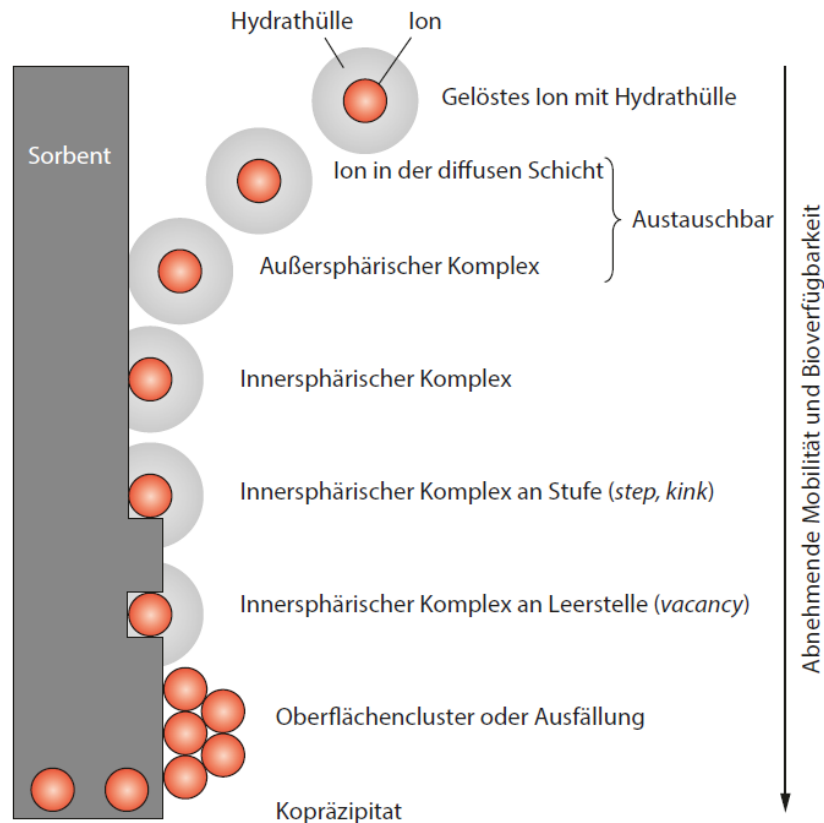 Hydrathülle
Ion
Gelöstes Ion mit Hydrathülle
Sorbent
Ion in der diffusen Schicht
Austauschbar
Außersphärischer Komplex
Innersphärischer Komplex
Innersphärischer Komplex an Stufe (step, kink)
Innersphärischer Komplex an Leerstelle (vacancy)
Oberflächencluster oder Ausfällung
Kopräzipitat
Abnehmende Mobilität und Bioverfügbarkeit